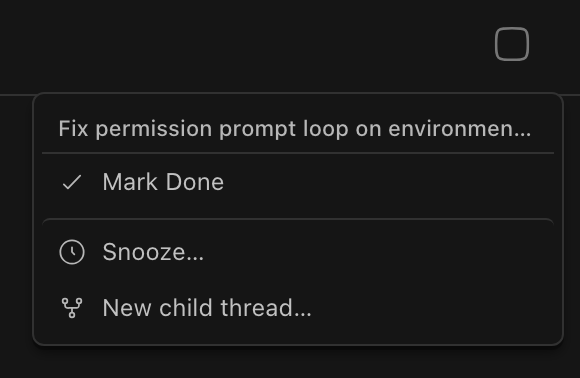 Fix permission prompt loop on environmen...
Mark Done
Snooze...
New child thread...